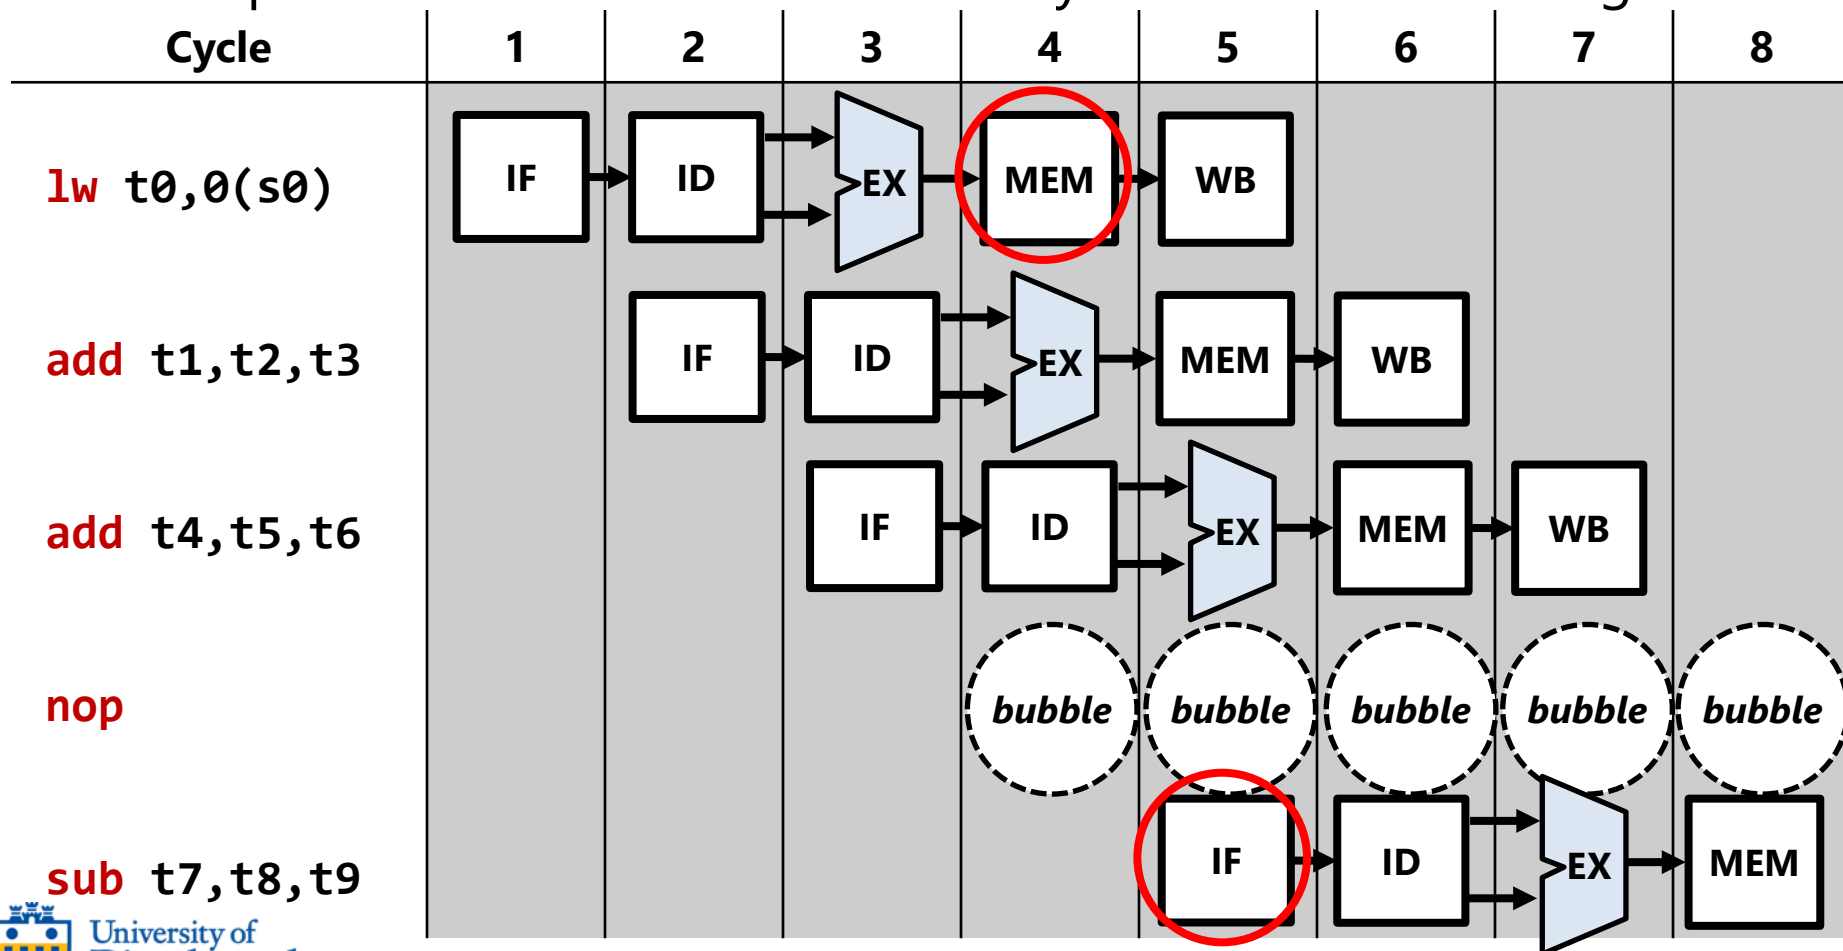 Cycle 1 2 3 4 5 6 7 8
lw t0,0(s0) IF ID EX MEM WB
add t1,t2,t3 IF ID EX MEM WB
add t4,t5,t6 IF ID EX MEM WB
nop bubble bubble bubble bubble bubble
sub t7,t8,t9 IF ID EX MEM
University of